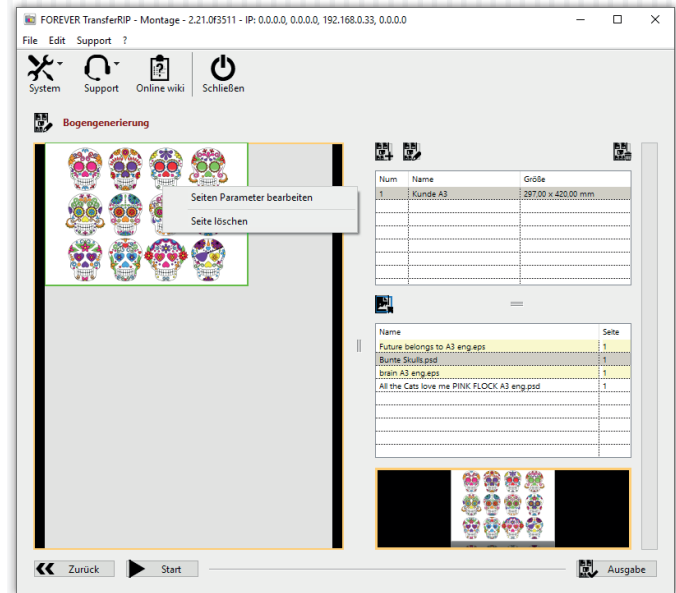 FOREVER TransferRIP - Montage - 2.21.0f3511 - IP: 0.0.0.0, 0.0.0.0, 192.168.0.33, 0.0.0.0
File Edit Support ?
System Support Online wiki Schließen
Bogengenerierung
Seiten Parameter bearbeiten
Seite löschen
Num Name Größe
1 Kunde A3 297,00 x 420,00 mm
Name Seite
Future belongs to A3 eng.eps 1
Bunte Skulls.psd 1
brain A3 eng.eps 1
All the Cats love me PINK FLOCK A3 eng.psd 1
Zurück Start Ausgabe